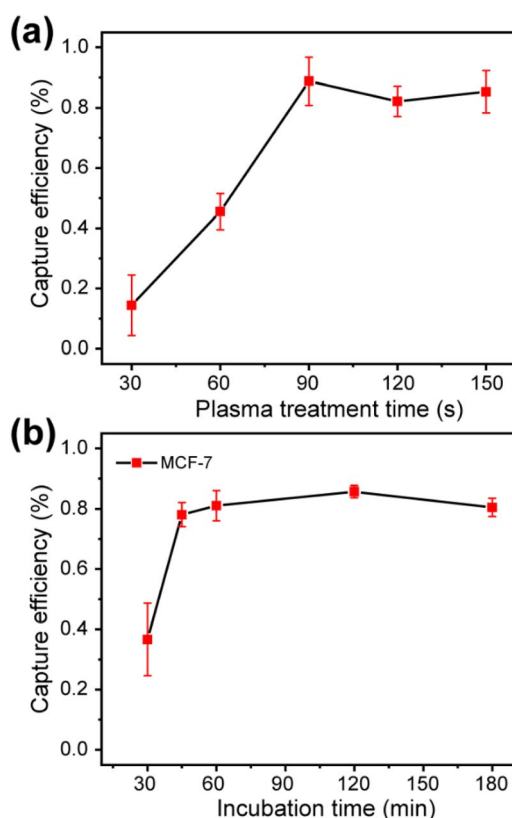 (a)
Capture efficiency (%)
1.0
0.8
0.6
0.4
0.2
0.0
30 60 90 120 150
Plasma treatment time (s)
(b)
MCF-7
Capture efficiency (%)
1.0
0.8
0.6
0.4
0.2
0.0
30 60 90 120 150 180
Incubation time (min)